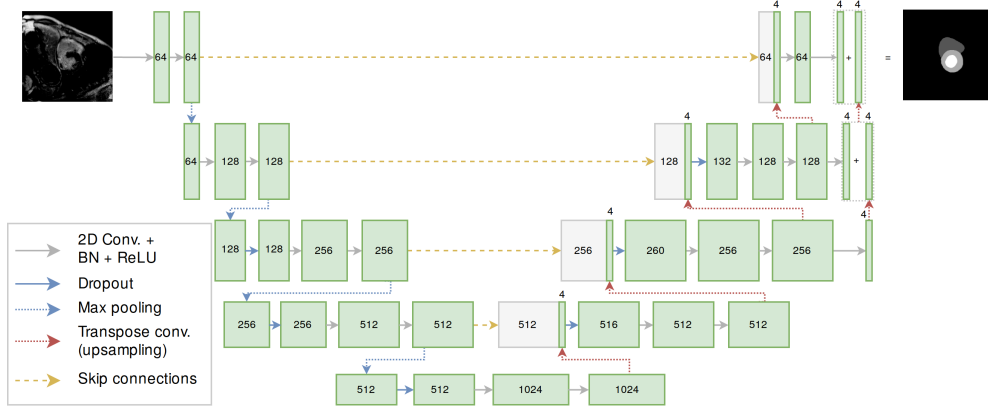 4 4 4
64 64 64 64 + =
4 4 4
64 128 128 128 132 128 128 +
4 4
128 128 256 256 256 260 256 256
2D Conv. +
BN + ReLU
Dropout
Max pooling
Transpose conv.
(upsampling)
Skip connections
4
256 256 512 512 512 516 512 512
512 512 1024 1024